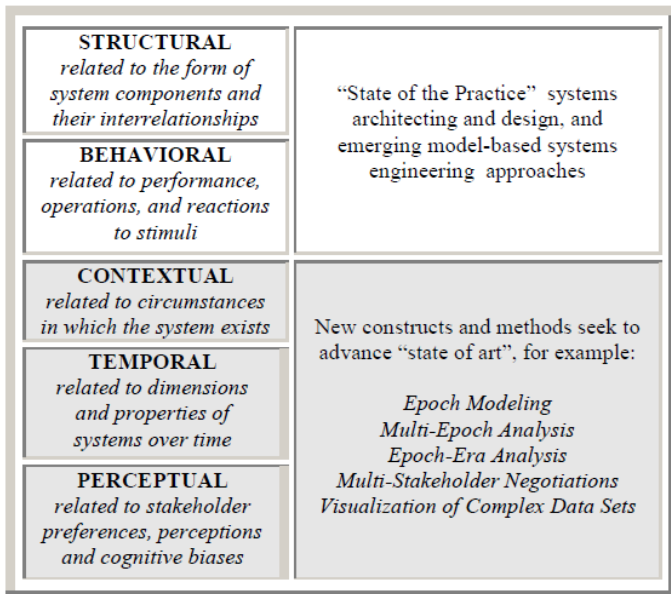 STRUCTURAL
related to the form of
system components and
their interrelationships
BEHAVIORAL
related to performance,
operations, and reactions
to stimuli
“State of the Practice” systems
architecting and design, and
emerging model-based systems
engineering approaches
CONTEXTUAL
related to circumstances
in which the system exists
TEMPORAL
related to dimensions
and properties of
systems over time
PERCEPTUAL
related to stakeholder
preferences, perceptions
and cognitive biases
New constructs and methods seek to
advance “state of art”, for example:
Epoch Modeling
Multi-Epoch Analysis
Epoch-Era Analysis
Multi-Stakeholder Negotiations
Visualization of Complex Data Sets